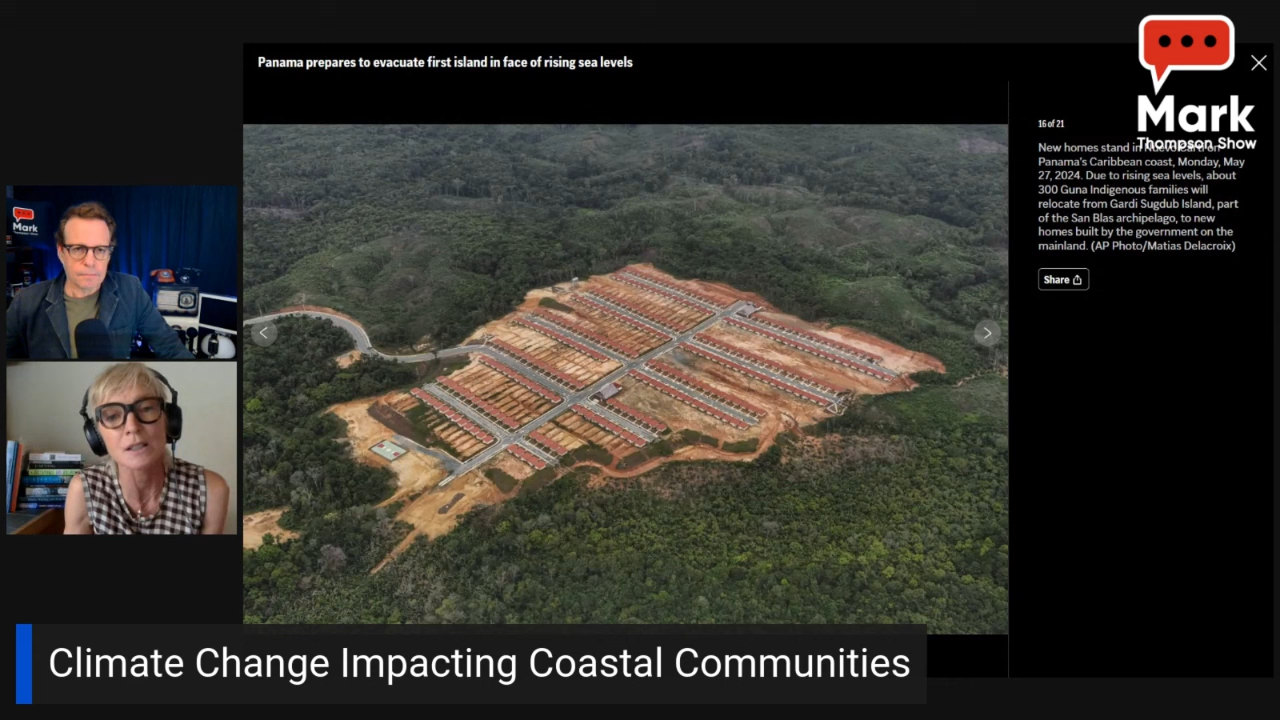 Panama prepares to evacuate first island in face of rising sea levels
Mark
Thompson Show
16 of 21
New homes stand in
Panama's Caribbean coast, Monday, May
27, 2024. Due to rising sea levels, about
300 Guna Indigenous families will
relocate from Gardi Sugdub Island, part
of the San Blas archipelago, to new
homes built by the government on the
mainland. (AP Photo/Matias Delacroix)
Share
Mark
Climate Change Impacting Coastal Communities